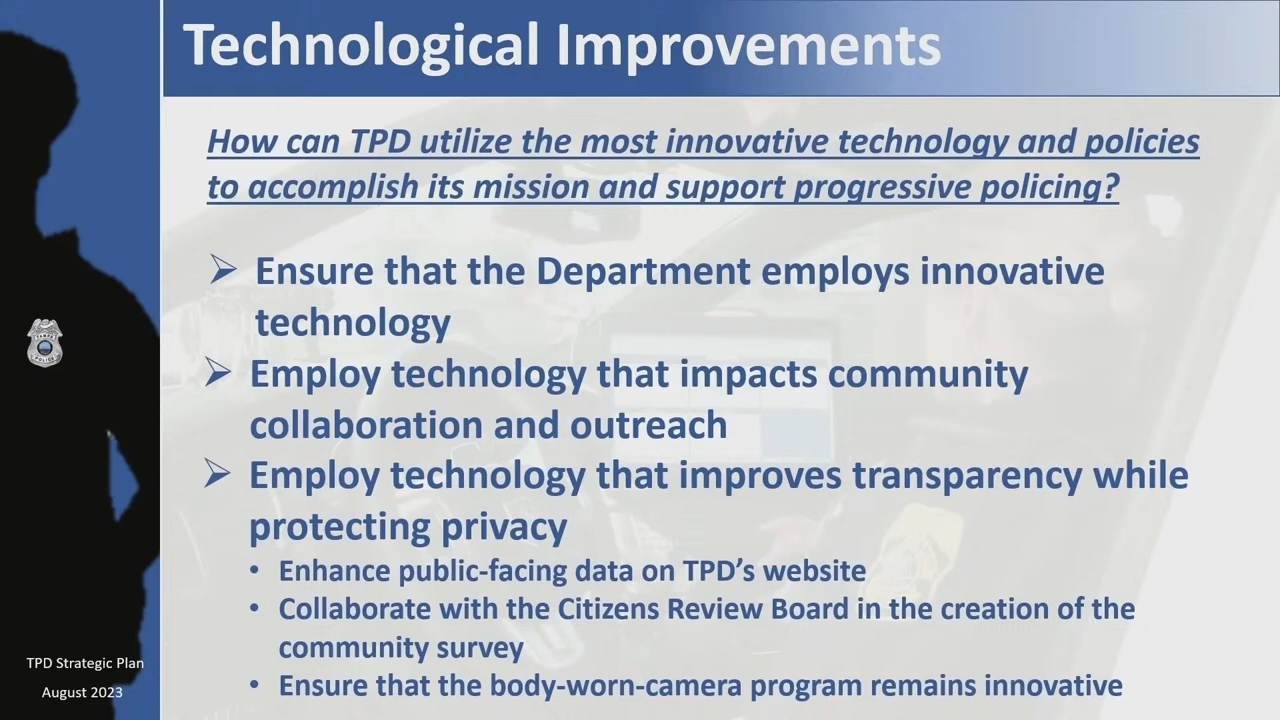 Technological Improvements
How can TPD utilize the most innovative technology and policies
to accomplish its mission and support progressive policing?
➢ Ensure that the Department employs innovative
technology
➢ Employ technology that impacts community
collaboration and outreach
➢ Employ technology that improves transparency while
protecting privacy
• Enhance public-facing data on TPD’s website
• Collaborate with the Citizens Review Board in the creation of the
community survey
• Ensure that the body-worn-camera program remains innovative
TPD Strategic Plan
August 2023